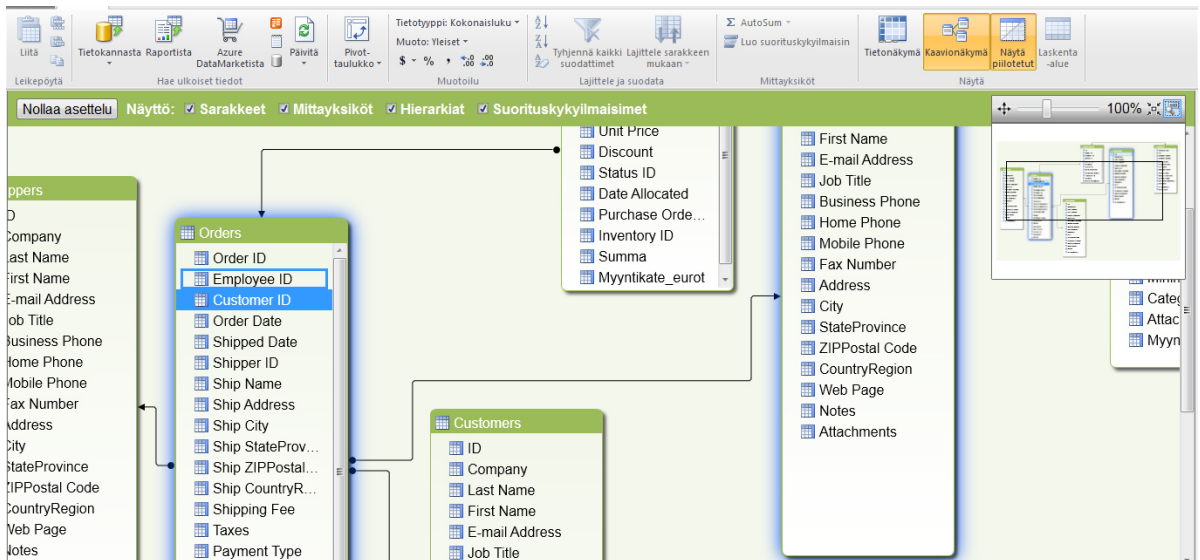 Liitä
Tietokannasta
Raportista
Azure DataMarketista
Päivitä
Pivot-taulukko
Tietotyyppi: Kokonaisluku
Muoto: Yleiset
$ - % , ,00 ,00
Tyhjennä kaikki suodattimet
Lajittele sarakkeen mukaan
Σ AutoSum
Luo suorituskykyilmaisin
Tietonäkymä
Kaavionäkymä
Näytä piilotetut
Laskenta-alue
Leikepöytä
Hae ulkoiset tiedot
Muotoilu
Lajittele ja suodata
Mittayksiköt
Näytä
Nollaa asettelu Näyttö: Sarakkeet Mittayksiköt Hierarkiat Suorituskykyilmaisimet
100%
ppers
D
Company
Last Name
First Name
E-mail Address
ob Title
Business Phone
Home Phone
Mobile Phone
Fax Number
Address
City
StateProvince
ZIPPostal Code
CountryRegion
Web Page
Notes
Orders
Order ID
Employee ID
Customer ID
Order Date
Shipped Date
Shipper ID
Ship Name
Ship Address
Ship City
Ship StateProv...
Ship ZIPPostal...
Ship CountryR...
Shipping Fee
Taxes
Payment Type
Unit Price
Discount
Status ID
Date Allocated
Purchase Orde...
Inventory ID
Summa
Myyntikate_eurot
Customers
ID
Company
Last Name
First Name
E-mail Address
Job Title
First Name
E-mail Address
Job Title
Business Phone
Home Phone
Mobile Phone
Fax Number
Address
City
StateProvince
ZIPPostal Code
CountryRegion
Web Page
Notes
Attachments
Categ
Attac
Myyn